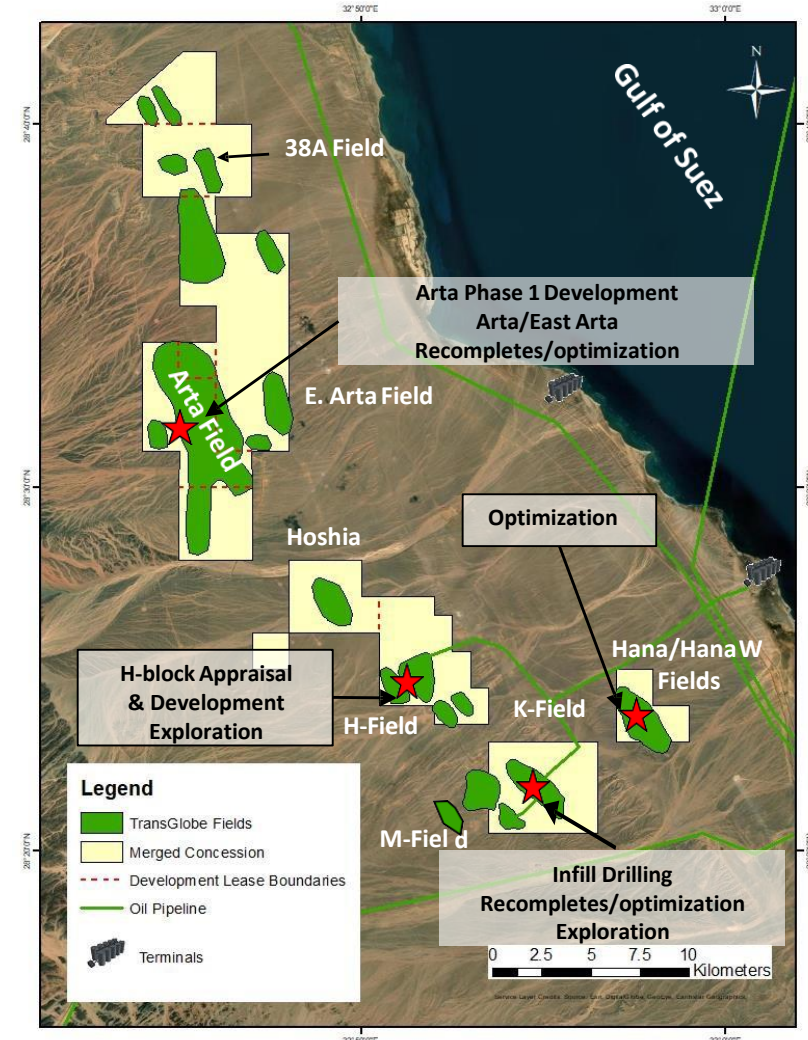 32°50'0"E
33°0'0"E
N
Gulf of Suez
28°40'0"N
38A Field
Arta Phase 1 Development
Arta/East Arta
Recompletes/optimization
Arta Field
E. Arta Field
28°30'0"N
Optimization
Hoshia
Hana/Hana W
Fields
H-block Appraisal
& Development
Exploration
K-Field
H-Field
Legend
TransGlobe Fields
Merged Concession
Development Lease Boundaries
Oil Pipeline
Terminals
M-Fiel d
28°20'0"N
Infill Drilling
Recompletes/optimization
Exploration
0 2.5 5 7.5 10
Kilometers